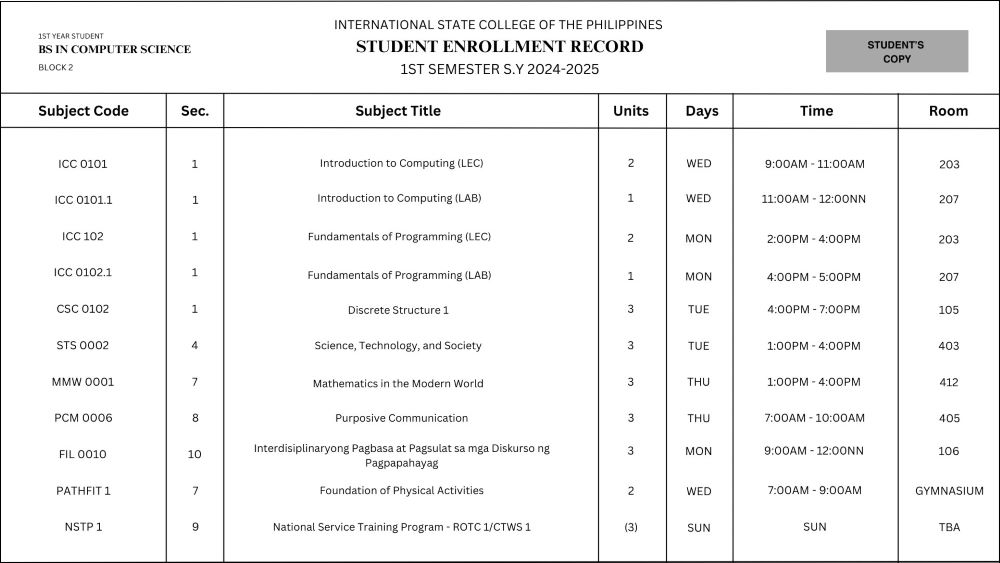 1ST YEAR STUDENT
BS IN COMPUTER SCIENCE
BLOCK 2
INTERNATIONAL STATE COLLEGE OF THE PHILIPPINES
STUDENT ENROLLMENT RECORD
1ST SEMESTER S.Y 2024-2025
STUDENT'S
COPY
Subject Code Sec. Subject Title Units Days Time Room
ICC 0101 1 Introduction to Computing (LEC) 2 WED 9:00AM - 11:00AM 203
ICC 0101.1 1 Introduction to Computing (LAB) 1 WED 11:00AM - 12:00NN 207
ICC 102 1 Fundamentals of Programming (LEC) 2 MON 2:00PM - 4:00PM 203
ICC 0102.1 1 Fundamentals of Programming (LAB) 1 MON 4:00PM - 5:00PM 207
CSC 0102 1 Discrete Structure 1 3 TUE 4:00PM - 7:00PM 105
STS 0002 4 Science, Technology, and Society 3 TUE 1:00PM - 4:00PM 403
MMW 0001 7 Mathematics in the Modern World 3 THU 1:00PM - 4:00PM 412
PCM 0006 8 Purposive Communication 3 THU 7:00AM - 10:00AM 405
FIL 0010 10 Interdisiplinaryong Pagbasa at Pagsulat sa mga Diskurso ng 3 MON 9:00AM - 12:00NN 106
Pagpapahayag
PATHFIT 1 7 Foundation of Physical Activities 2 WED 7:00AM - 9:00AM GYMNASIUM
NSTP 1 9 National Service Training Program - ROTC 1/CTWS 1 (3) SUN SUN TBA